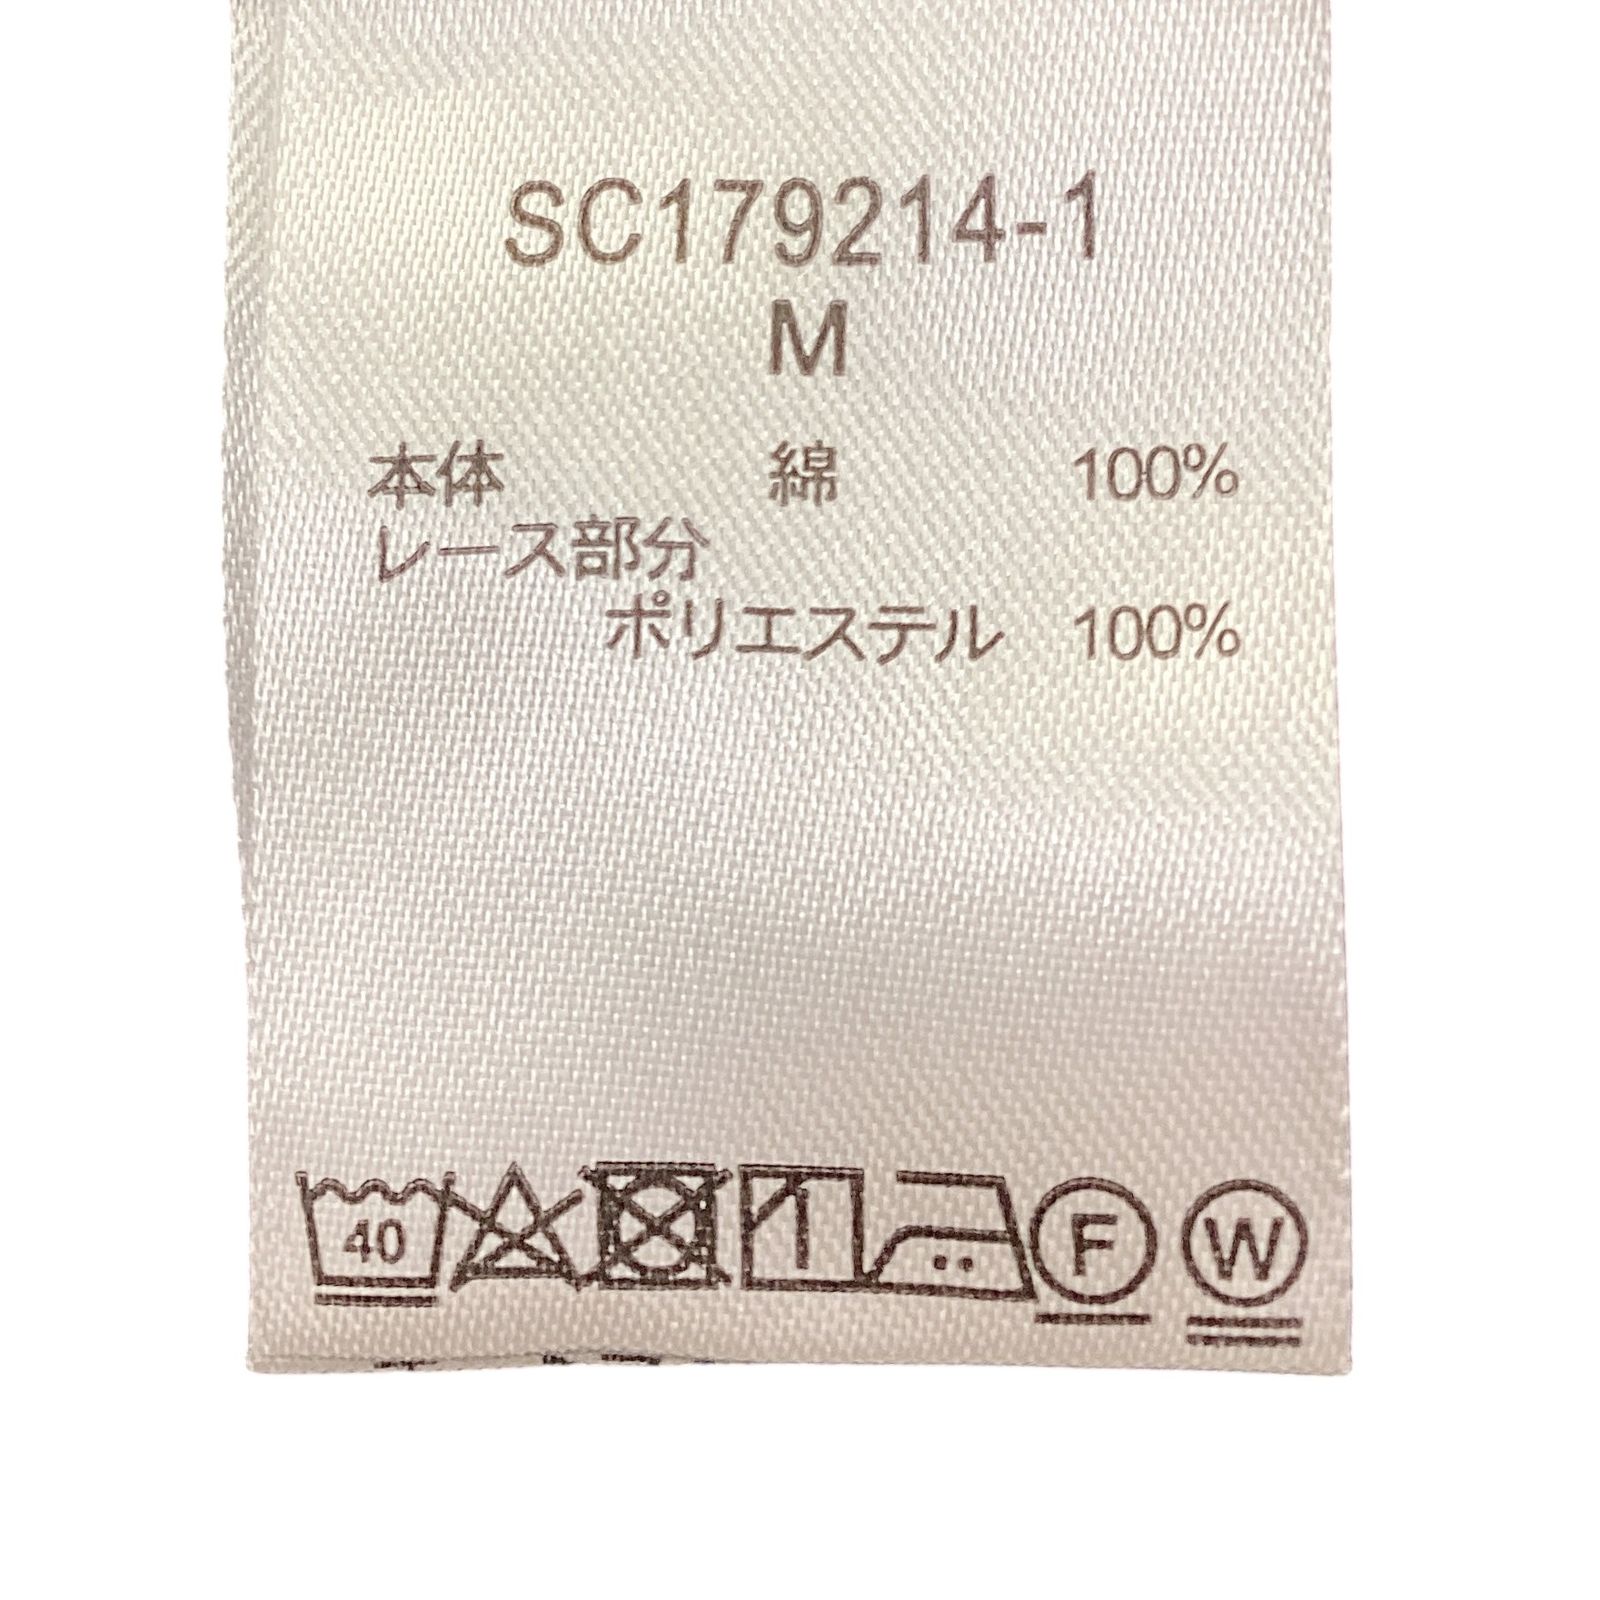 SC179214-1
M
本体 綿 100%
レース部分
ポリエステル 100%
40 F W